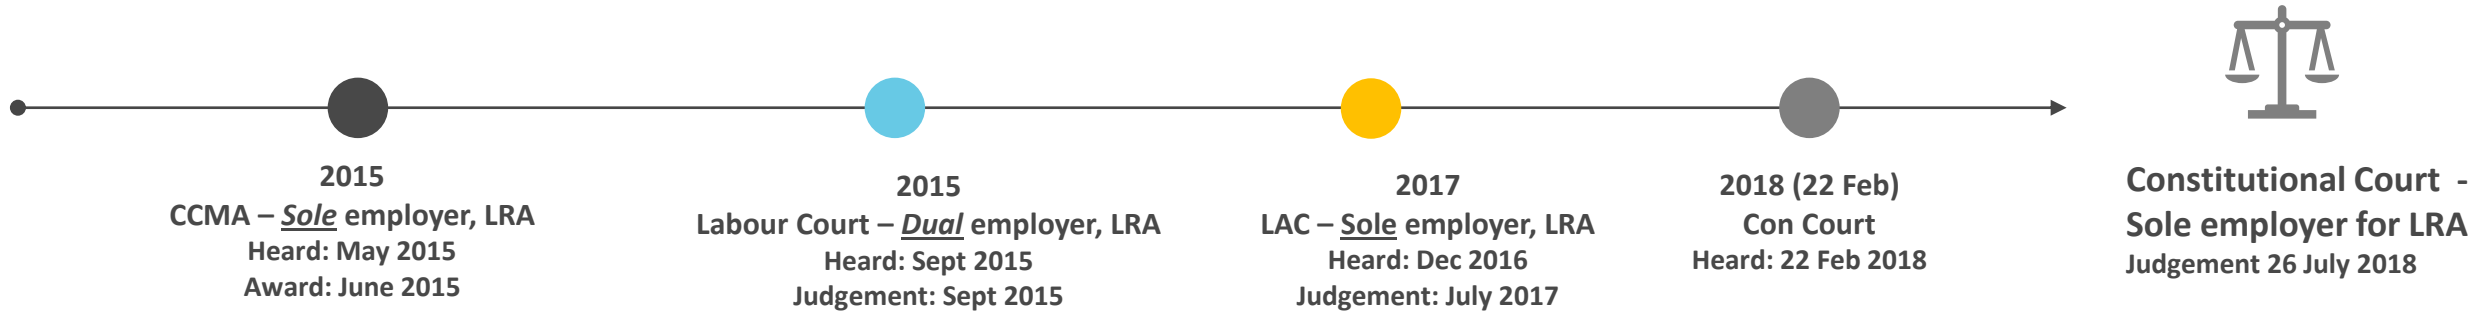 2015
CCMA – Sole employer, LRA
Heard: May 2015
Award: June 2015
2015
Labour Court – Dual employer, LRA
Heard: Sept 2015
Judgement: Sept 2015
2017
LAC – Sole employer, LRA
Heard: Dec 2016
Judgement: July 2017
2018 (22 Feb)
Con Court
Heard: 22 Feb 2018
Constitutional Court -
Sole employer for LRA
Judgement 26 July 2018